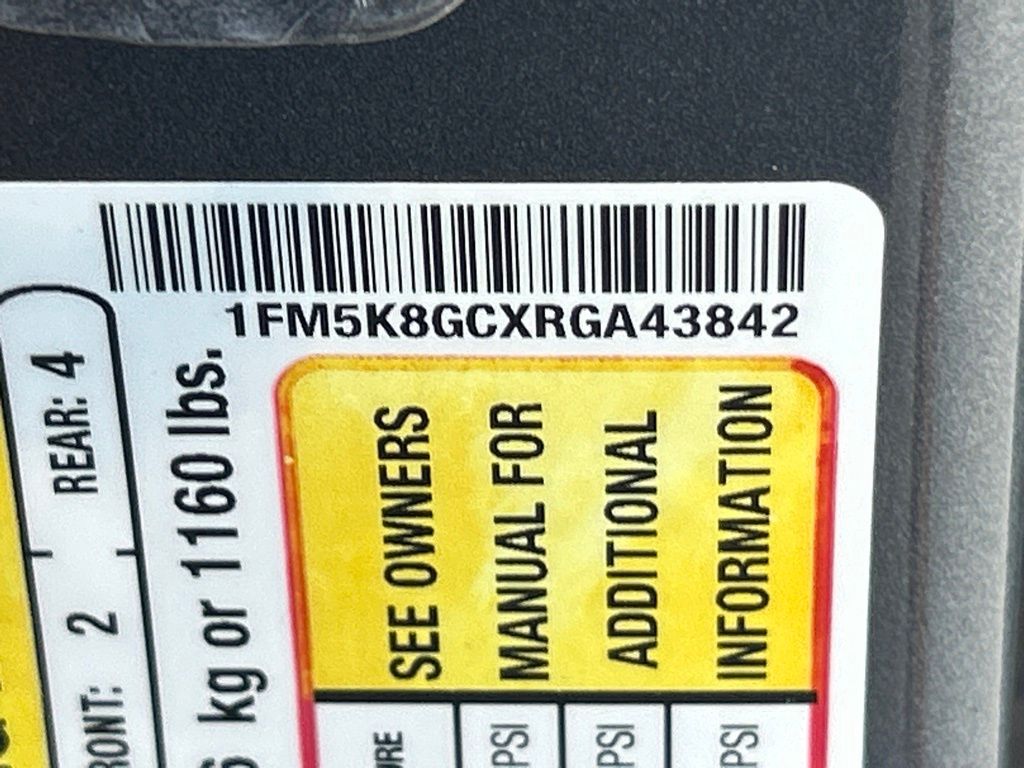 1FM5K8GCXRGA43842
REAR: 4
FRONT: 2
kg or 1160 lbs.
SEE OWNERS
MANUAL FOR
ADDITIONAL
INFORMATION
PSI
PSI
PSI